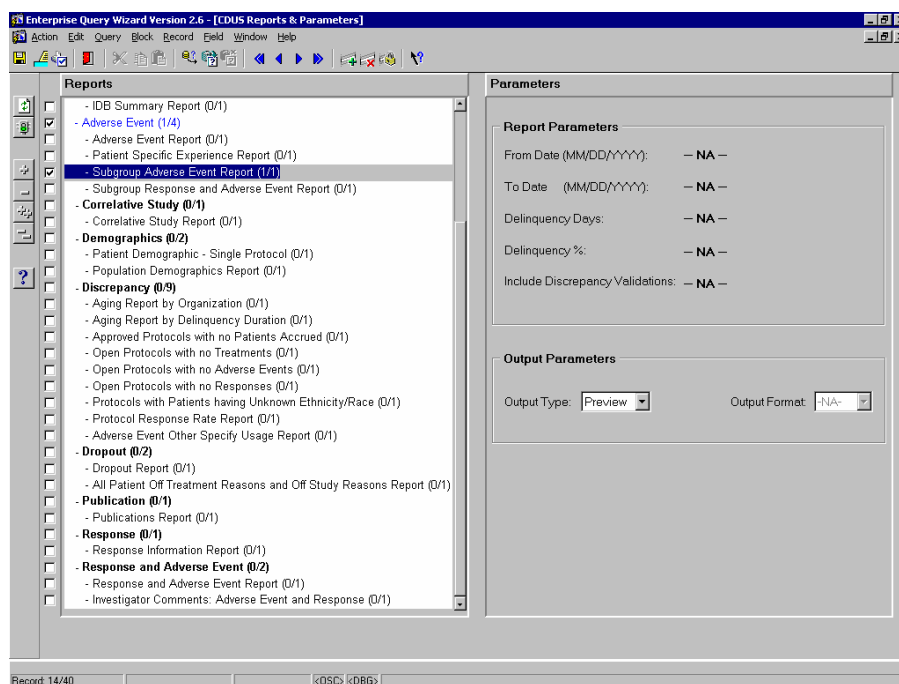 Enterprise Query Wizard Version 2.6 - [CDUS Reports & Parameters]
Action Edit Query Block Record Field Window Help
Reports
- IDB Summary Report (0/1)
- Adverse Event (1/4)
- Adverse Event Report (0/1)
- Patient Specific Experience Report (0/1)
- Subgroup Adverse Event Report (1/1)
- Subgroup Response and Adverse Event Report (0/1)
- Correlative Study (0/1)
- Correlative Study Report (0/1)
- Demographics (0/2)
- Patient Demographic - Single Protocol (0/1)
- Population Demographics Report (0/1)
- Discrepancy (0/9)
- Aging Report by Organization (0/1)
- Aging Report by Delinquency Duration (0/1)
- Approved Protocols with no Patients Accrued (0/1)
- Open Protocols with no Treatments (0/1)
- Open Protocols with no Adverse Events (0/1)
- Open Protocols with no Responses (0/1)
- Protocols with Patients having Unknown Ethnicity/Race (0/1)
- Protocol Response Rate Report (0/1)
- Adverse Event Other Specify Usage Report (0/1)
- Dropout (0/2)
- Dropout Report (0/1)
- All Patient Off Treatment Reasons and Off Study Reasons Report (0/1)
- Publication (0/1)
- Publications Report (0/1)
- Response (0/1)
- Response Information Report (0/1)
- Response and Adverse Event (0/2)
- Response and Adverse Event Report (0/1)
- Investigator Comments: Adverse Event and Response (0/1)
Parameters
Report Parameters
From Date (MM/DD/YYYY): -- NA --
To Date (MM/DD/YYYY): -- NA --
Delinquency Days: -- NA --
Delinquency %: -- NA --
Include Discrepancy Validations: -- NA --
Output Parameters
Output Type: Preview Output Format: -NA-
Record: 14/40 <OSC> <DBG>